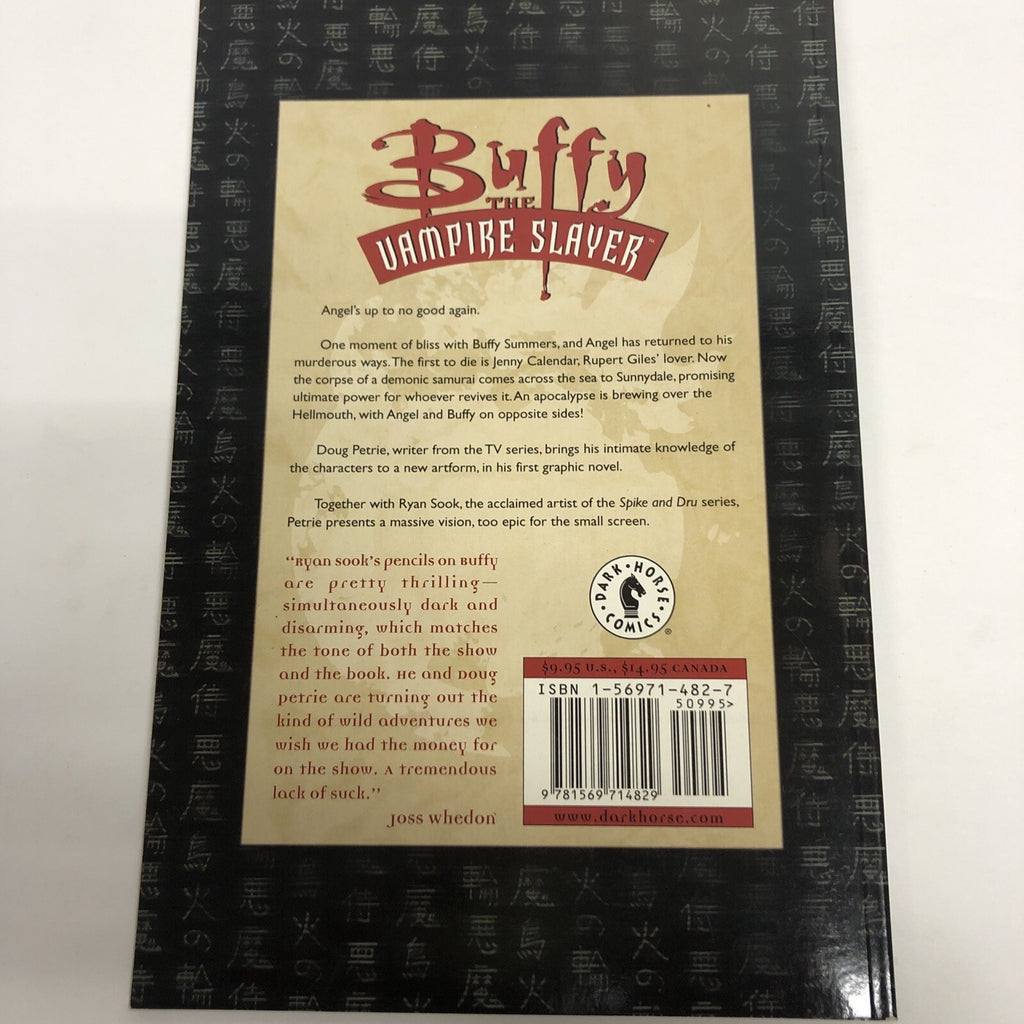 Buffy
THE
VAMPIRE SLAYER™
Angel's up to no good again.
One moment of bliss with Buffy Summers, and Angel has returned to his
murderous ways. The first to die is Jenny Calendar, Rupert Giles' lover. Now
the corpse of a demonic samurai comes across the sea to Sunnydale, promising
ultimate power for whoever revives it. An apocalypse is brewing over the
Hellmouth, with Angel and Buffy on opposite sides!
Doug Petrie, writer from the TV series, brings his intimate knowledge of
the characters to a new artform, in his first graphic novel.
Together with Ryan Sook, the acclaimed artist of the Spike and Dru series,
Petrie presents a massive vision, too epic for the small screen.
"Ryan Sook's pencils on Buffy
are pretty thrilling—
simultaneously dark and
disarming, which matches
the tone of both the show
and the book. He and Doug
Petrie are turning out the
kind of wild adventures we
wish we had the money for
on the show. A tremendous
lack of suck."
Joss Whedon
DARK HORSE COMICS®
$9.95 U.S., $14.95 CANADA
ISBN 1-56971-482-7
50995>
9 781569 714829
www.darkhorse.com
悪魔侍
烏火の輪